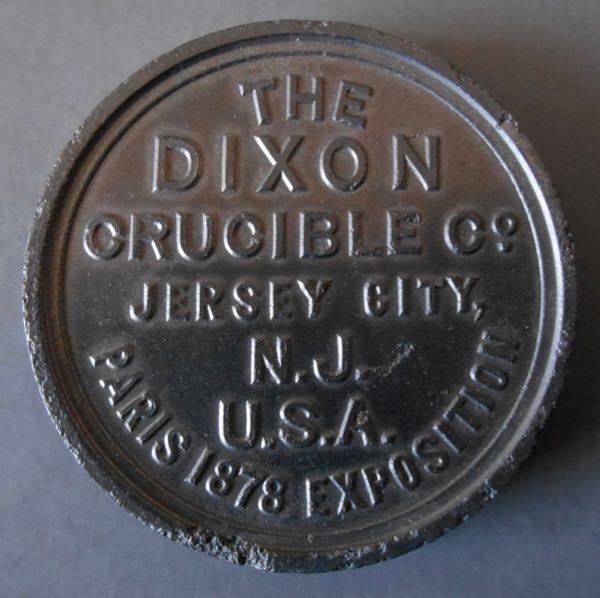 THE
DIXON
CRUCIBLE Co
JERSEY CITY,
N.J.
U.S.A.
PARIS 1878 EXPOSITION